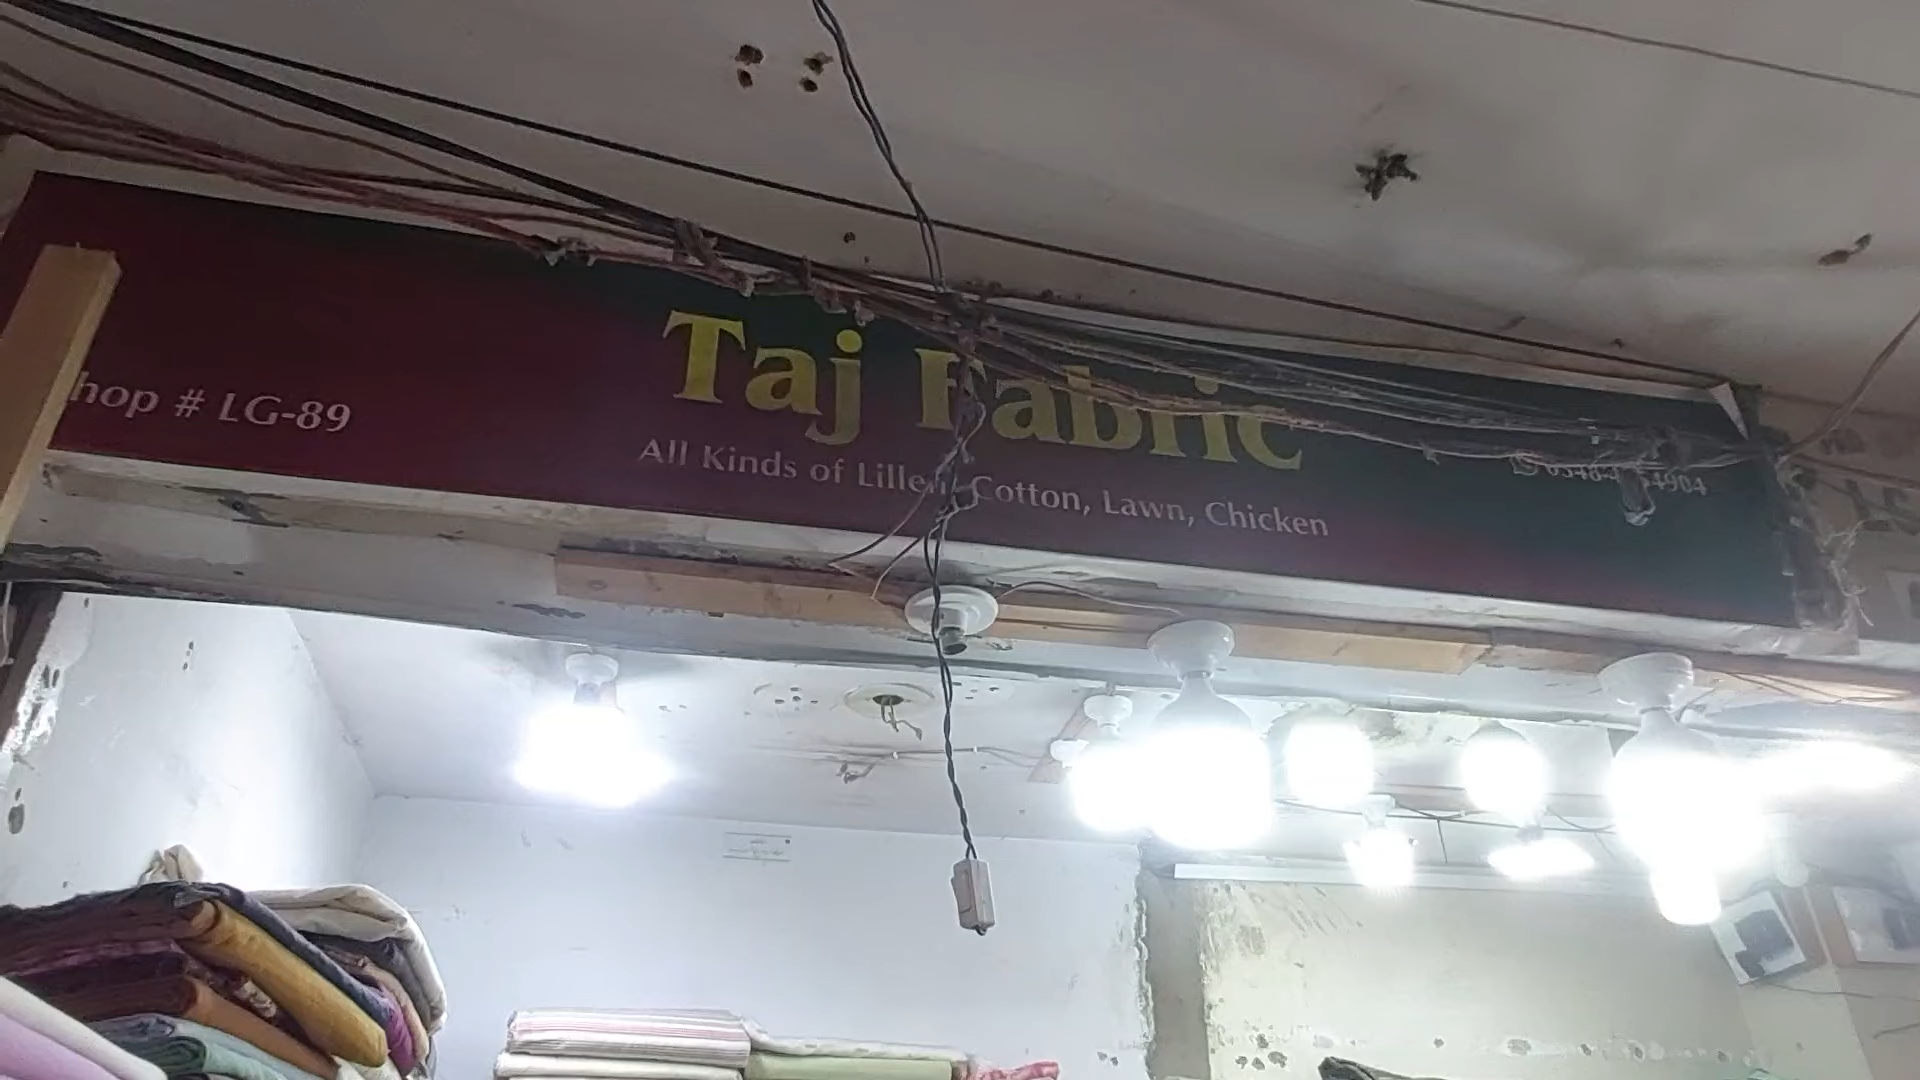 Taj Fabric
hop # LG-89
All Kinds of Lillen, Cotton, Lawn, Chicken